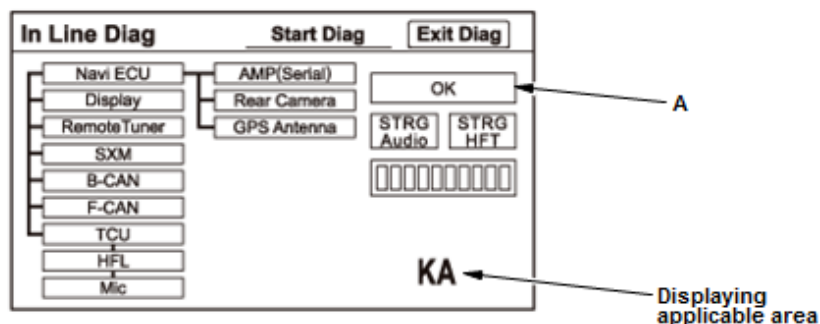 In Line Diag
Start Diag
Exit Diag
Navi ECU
AMP(Serial)
OK
A
Display
Rear Camera
RemoteTuner
GPS Antenna
STRG
Audio
STRG
HFT
SXM
B-CAN
F-CAN
TCU
HFL
Mic
KA
Displaying
applicable area